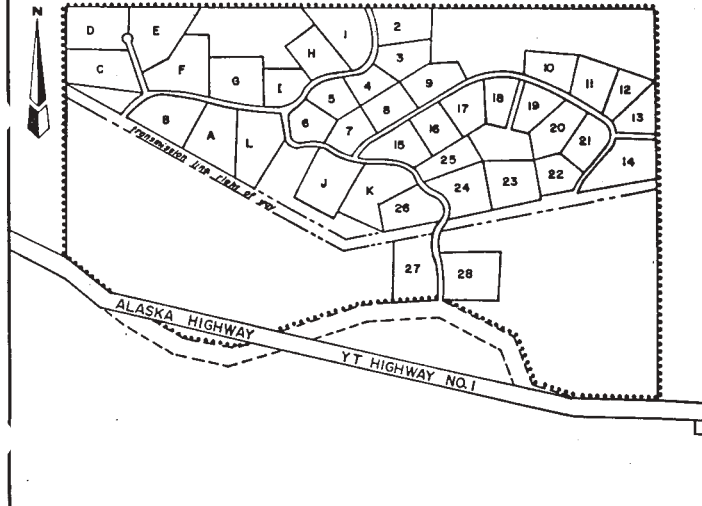 N
D
E
1
2
C
F
H
3
G
I
4
9
10
11
12
5
8
17
18
19
13
B
A
L
6
7
16
20
21
15
14
25
J
K
24
23
22
26
transmission line right of way
27
28
ALASKA HIGHWAY
YT HIGHWAY NO.1